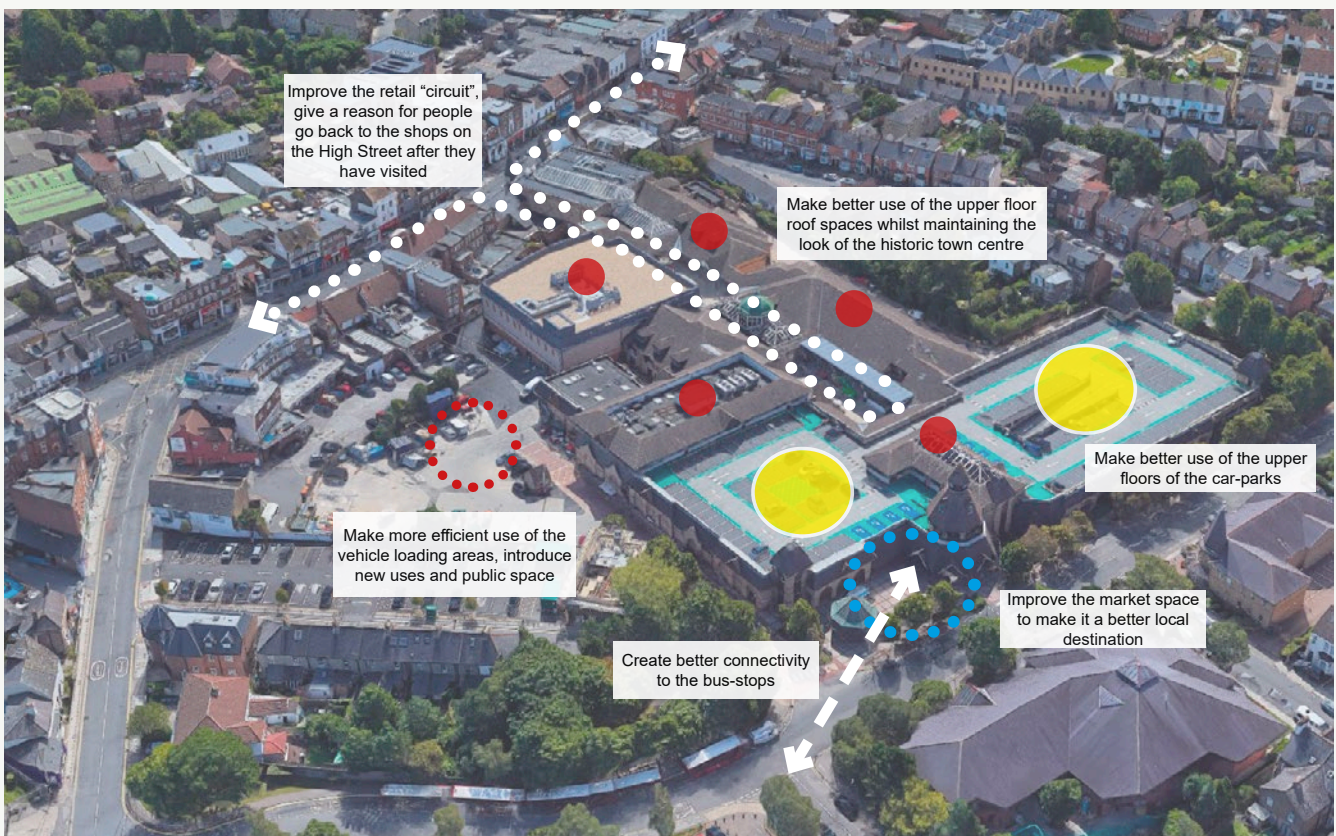 Improve the retail “circuit”,
give a reason for people
go back to the shops on
the High Street after they
have visited
Make better use of the upper floor
roof spaces whilst maintaining the
look of the historic town centre
Make better use of the upper
floors of the car-parks
Make more efficient use of the
vehicle loading areas, introduce
new uses and public space
Improve the market space
to make it a better local
destination
Create better connectivity
to the bus-stops